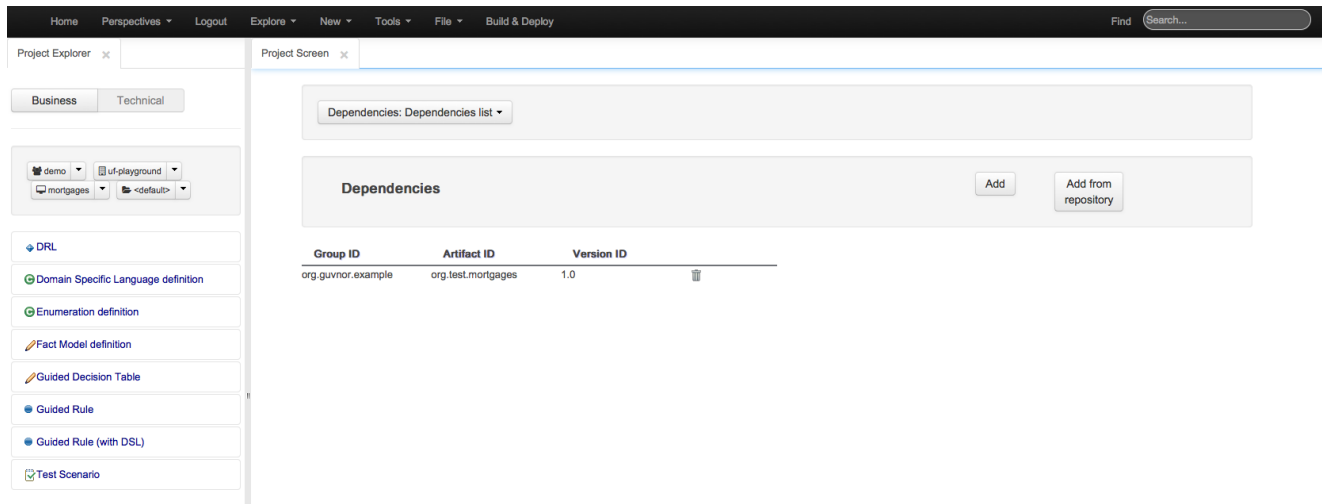 Home Perspectives Logout Explore New Tools File Build & Deploy Find Search...
Project Explorer
Project Screen
Business Technical
Dependencies: Dependencies list
demo uf-playground
mortgages <default>
Dependencies
Add
Add from
repository
DRL
Domain Specific Language definition
Enumeration definition
Fact Model definition
Guided Decision Table
Guided Rule
Guided Rule (with DSL)
Test Scenario
Group ID Artifact ID Version ID
org.guvnor.example org.test.mortgages 1.0